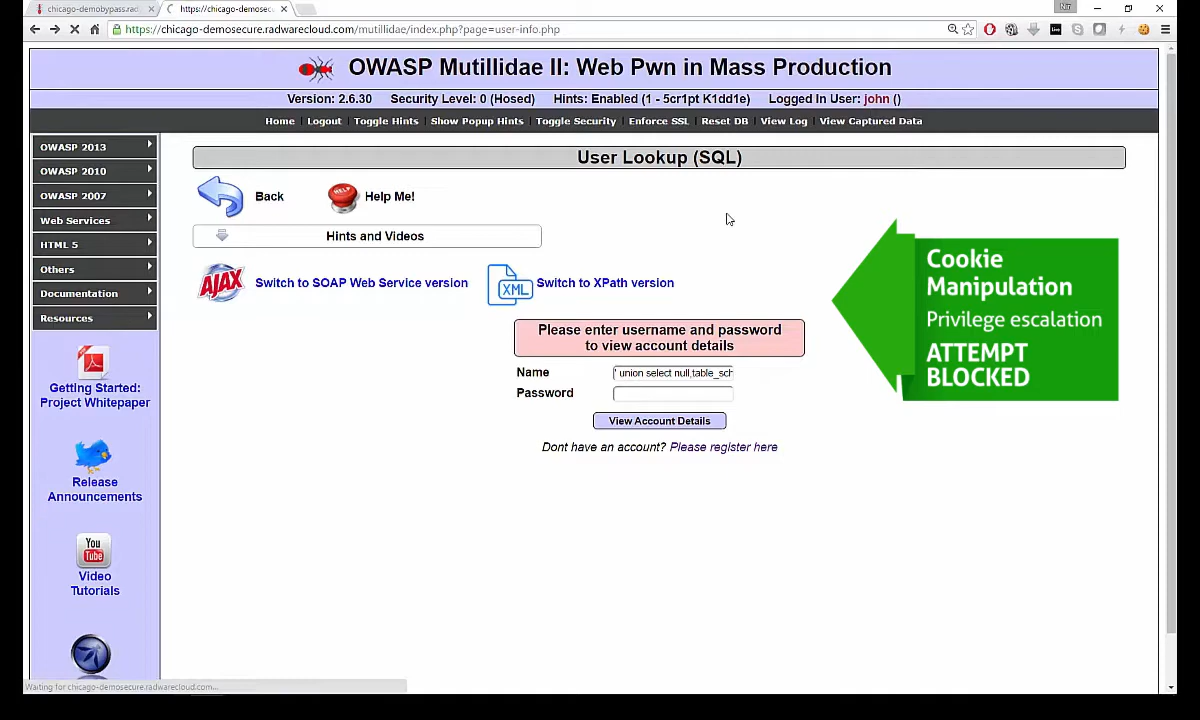 chicago-demobypass.rad
https://chicago-demosec
Nir
https://chicago-demosecure.radwarecloud.com/mutillidae/index.php?page=user-info.php
OWASP Mutillidae II: Web Pwn in Mass Production
Version: 2.6.30 Security Level: 0 (Hosed) Hints: Enabled (1 - 5cr1pt K1dd1e) Logged In User: john ()
Home Logout Toggle Hints Show Popup Hints Toggle Security Enforce SSL Reset DB View Log View Captured Data
OWASP 2013
OWASP 2010
OWASP 2007
Web Services
HTML 5
Others
Documentation
Resources
Getting Started:
Project Whitepaper
Release
Announcements
You
Tube
Video
Tutorials
User Lookup (SQL)
Back
HELP
Help Me!
Hints and Videos
AJAX
Switch to SOAP Web Service version
XML
Switch to XPath version
Please enter username and password
to view account details
Name
' union select null,table_sch
Password
View Account Details
Dont have an account? Please register here
Cookie
Manipulation
Privilege escalation
ATTEMPT
BLOCKED
Waiting for chicago-demosecure.radwarecloud.com...